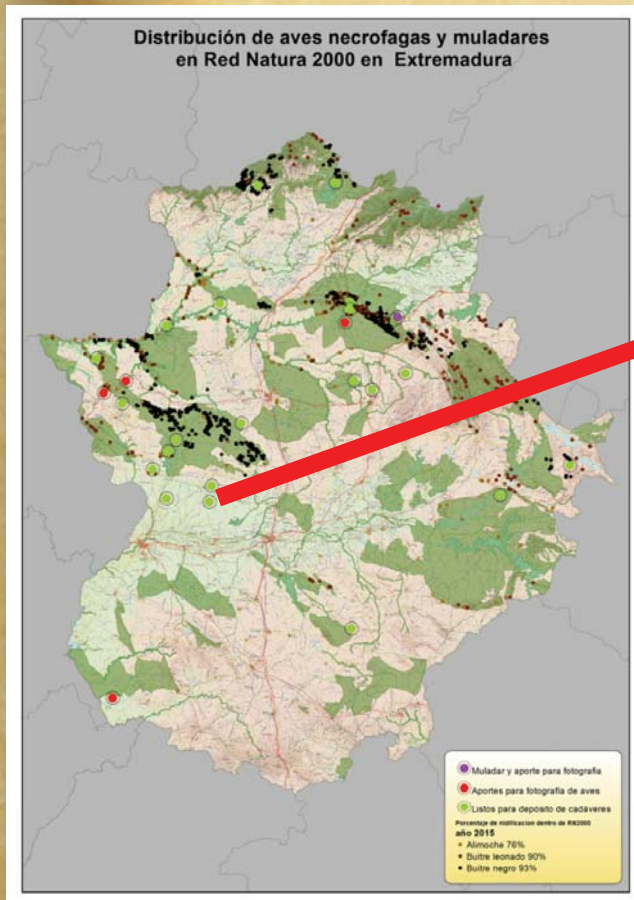 Distribución de aves necrofagas y muladares
en Red Natura 2000 en Extremadura
Muladar y aporte para fotografia
Aportes para fotografía de aves
Listos para deposito de cadáveres
Porcentaje de nidificacion dentro de RN2000
año 2015
Alimoche 76%
Buitre leonado 90%
Buitre negro 93%